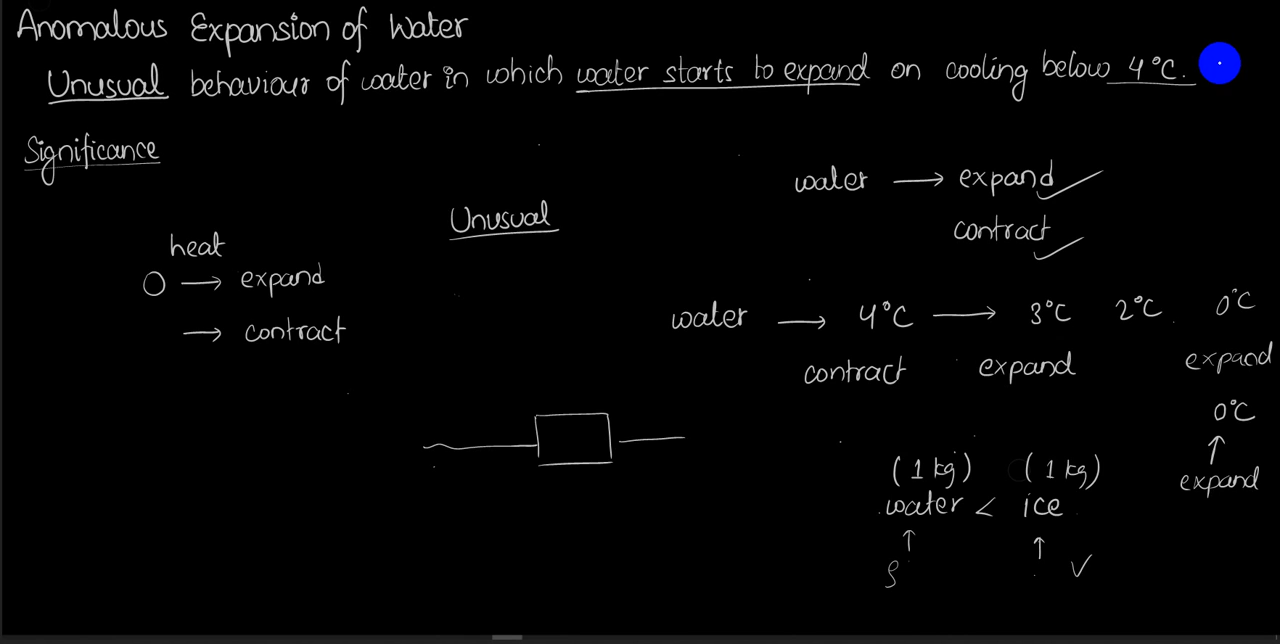 Anomalous Expansion of Water
Unusual behaviour of water in which water starts to expand on cooling below 4°C.
Significance
water → expand ✓
contract ✓
Unusual
heat
O → expand
→ contract
water → 4°C → 3°C 2°C 0°C
contract expand expand
0°C
↑
expand
(1 kg) (1 kg)
water < ice
↑ ↑
ρ V